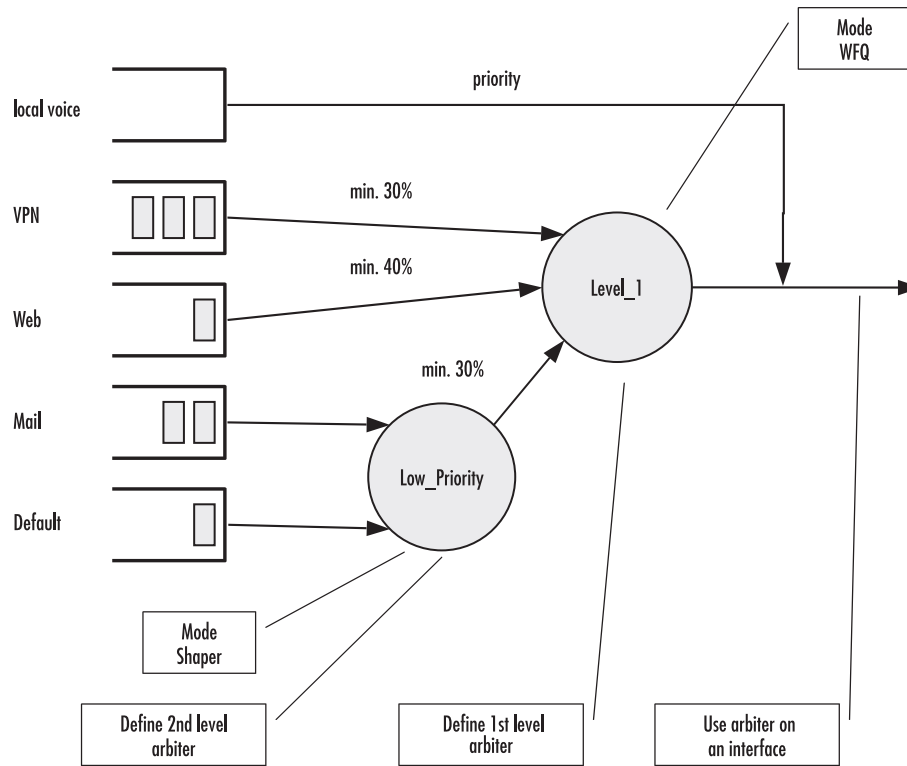 Mode
WFQ
priority
local voice
min. 30%
VPN
min. 40%
Web
Level_1
min. 30%
Mail
Low_Priority
Default
Mode
Shaper
Define 2nd level
arbiter
Define 1st level
arbiter
Use arbiter on
an interface